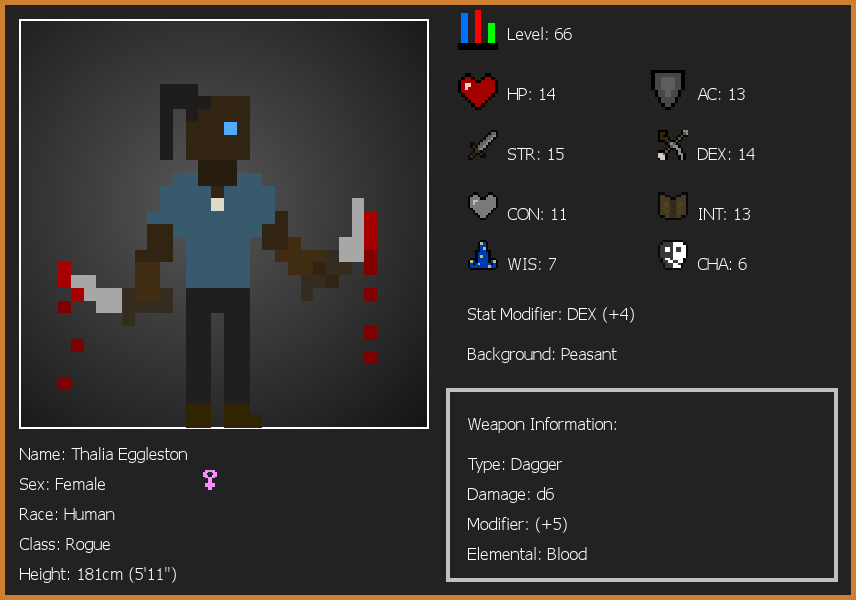 Level: 66
HP: 14
AC: 13
STR: 15
DEX: 14
CON: 11
INT: 13
WIS: 7
CHA: 6
Stat Modifier: DEX (+4)
Background: Peasant
Weapon Information:
Type: Dagger
Damage: d6
Modifier: (+5)
Elemental: Blood
Name: Thalia Eggleston
Sex: Female
Race: Human
Class: Rogue
Height: 181cm (5'11")